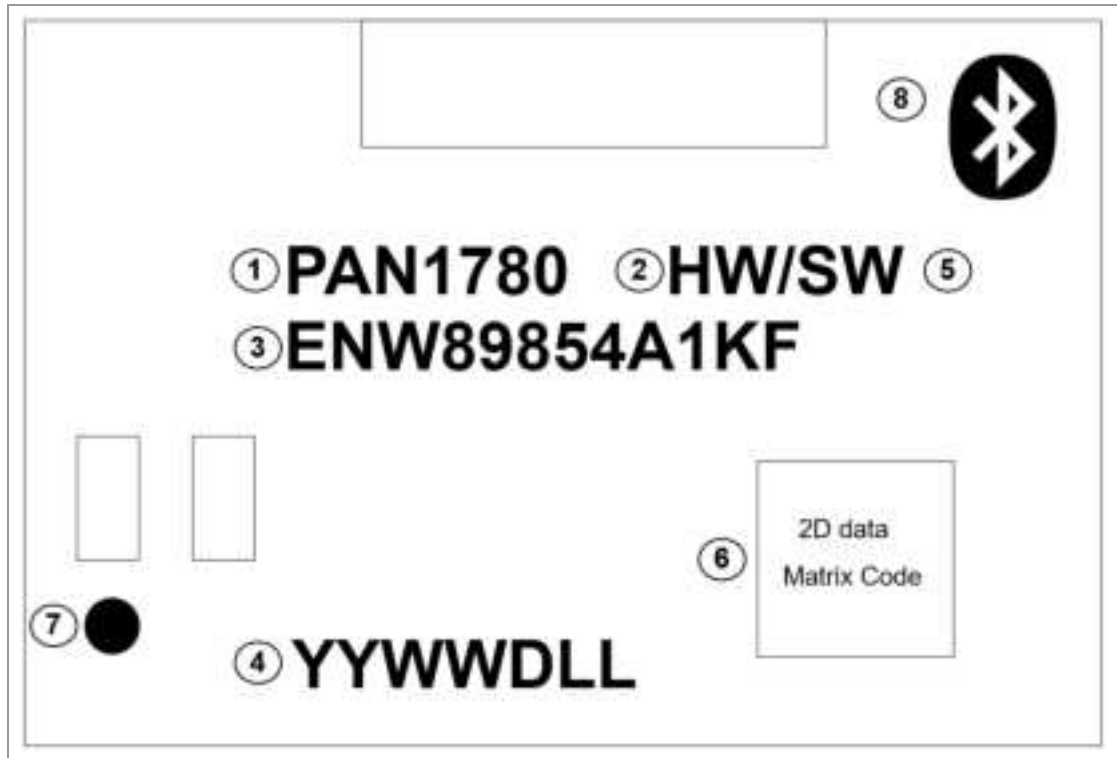 8
1 PAN1780 2 HW/SW 5
3 ENW89854A1KF
2D data
6
Matrix Code
7
4 YYWWDLL